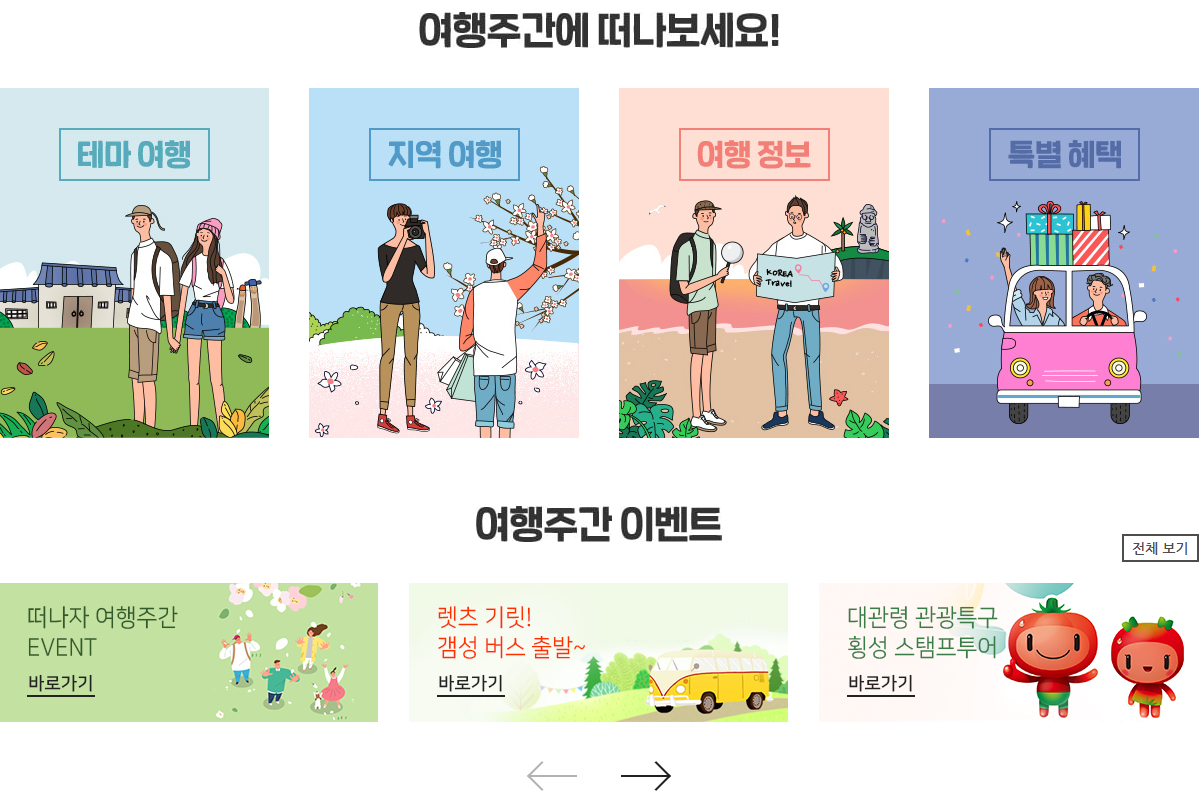 여행주간에 떠나보세요!
테마 여행
지역 여행
여행 정보
특별 혜택
KOREA
Travel
여행주간 이벤트
전체 보기
떠나자 여행주간
EVENT
바로가기
렛츠 기릿!
갬성 버스 출발~
바로가기
대관령 관광특구
횡성 스탬프투어
바로가기